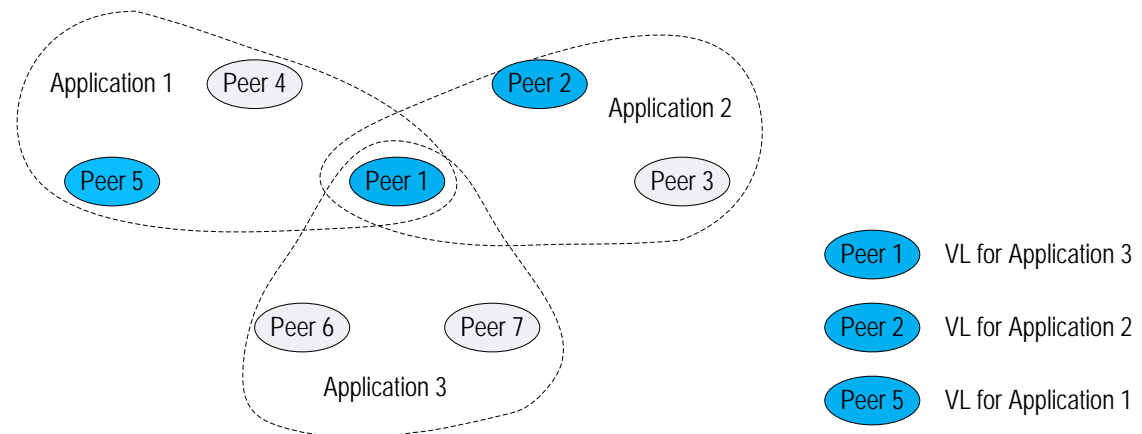 Application 1
Peer 4
Peer 2
Application 2
Peer 5
Peer 1
Peer 3
Peer 6
Peer 7
Application 3
Peer 1 VL for Application 3
Peer 2 VL for Application 2
Peer 5 VL for Application 1